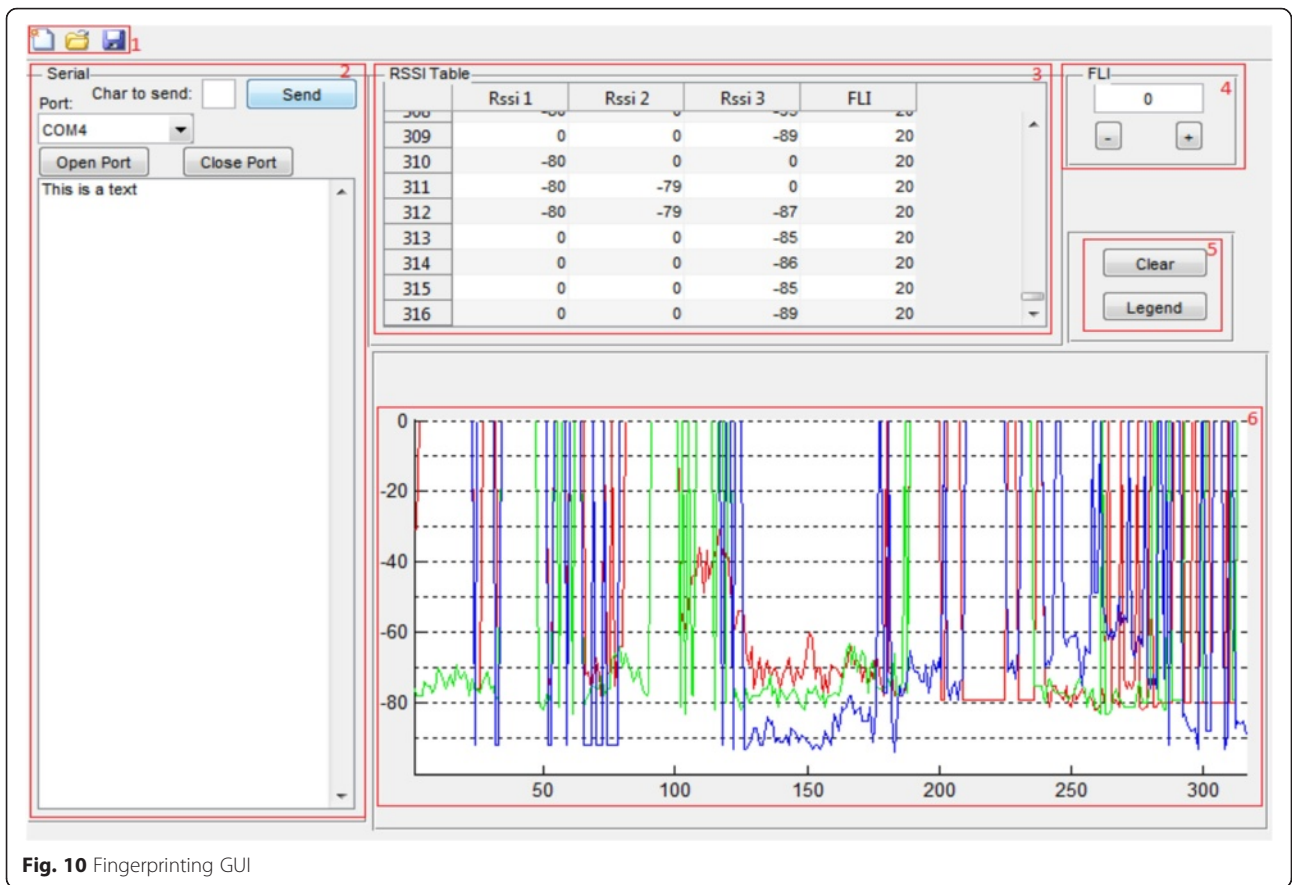 1
Serial 2
Port: Char to send: Send
COM4
Open Port Close Port
This is a text
RSSI Table 3
Rssi 1 Rssi 2 Rssi 3 FLI
309 0 0 -89 20
310 -80 0 0 20
311 -80 -79 0 20
312 -80 -79 -87 20
313 0 0 -85 20
314 0 0 -86 20
315 0 0 -85 20
316 0 0 -89 20
FLI
4
0
- +
5
Clear
Legend
6
0
-20
-40
-60
-80
50 100 150 200 250 300
Fig. 10 Fingerprinting GUI